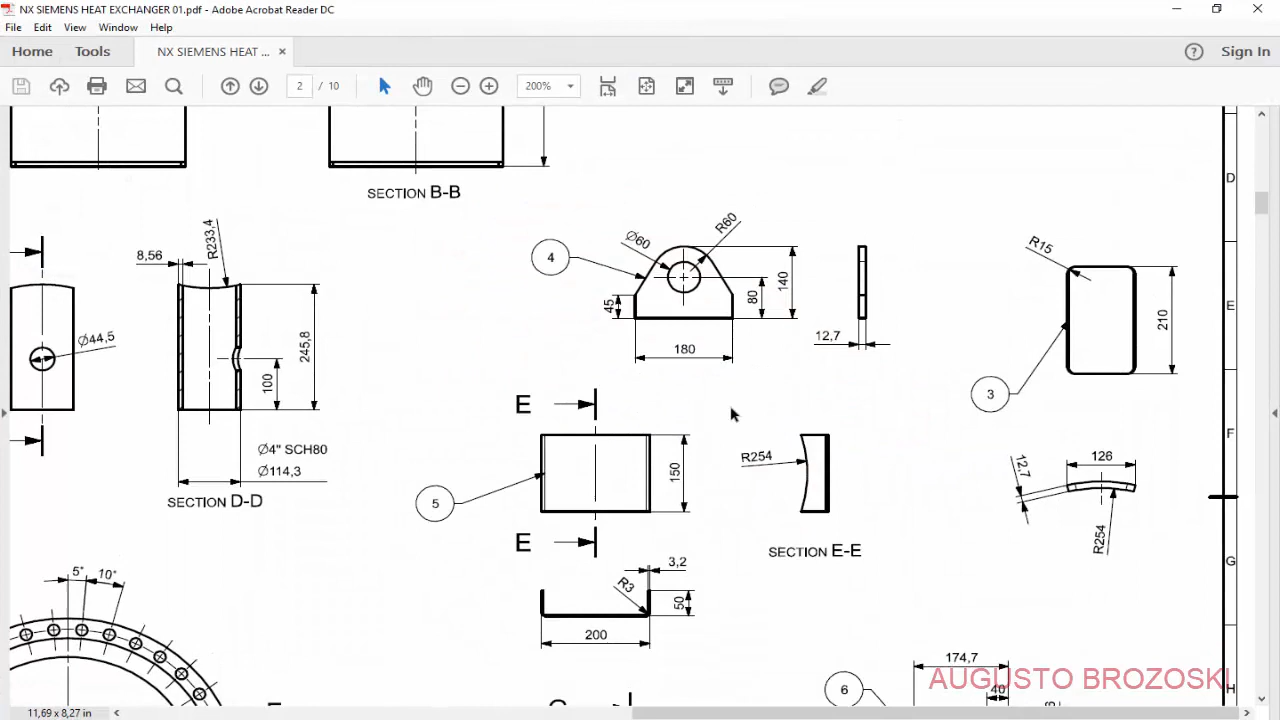 NX SIEMENS HEAT EXCHANGER 01.pdf - Adobe Acrobat Reader DC
File Edit View Window Help
Home Tools NX SIEMENS HEAT ... × Sign In
2 / 10 200%
SECTION B-B
D
8,56
R233,4
Ø44,5
245,8
100
Ø4" SCH80
Ø114,3
SECTION D-D
4
Ø60
R60
45
80
140
180
12,7
R15
210
3
E
E
E
5
150
R254
SECTION E-E
3,2
R3
50
200
126
12,7
R254
F
G
5°
10°
6
174,7
40
H
AUGUSTO BROZOSKI
11,69 x 8,27 in